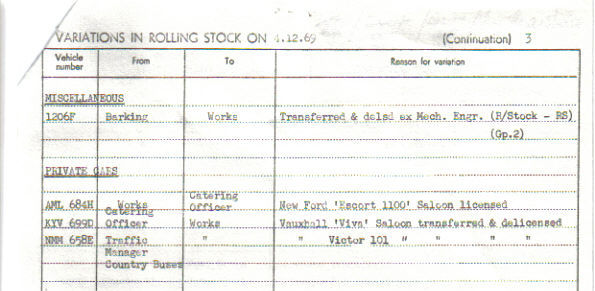 VARIATIONS IN ROLLING STOCK ON 4.12.69 (Continuation) 3
Vehicle number From To Reason for variation
MISCELLANEOUS
1206F Barking Works Transferred & delsd ex Mech. Engr. (R/Stock - RS)
(Gp.2)
PRIVATE CARS
AML 684H Works Catering Officer New Ford 'Escort 1100' Saloon licensed
KYV 699D Catering Officer Works Vauxhall 'Viva' Saloon transferred & delicensed
NMM 658E Traffic Manager Country Buses " " Victor 101 " " " "